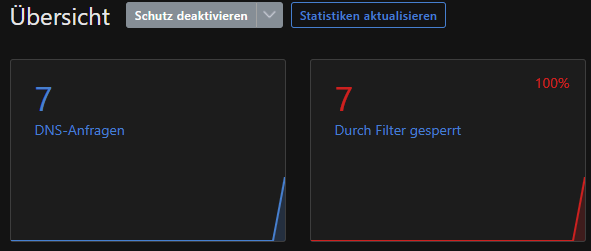 Übersicht
Schutz deaktivieren
Statistiken aktualisieren
7
DNS-Anfragen
7
100%
Durch Filter gesperrt